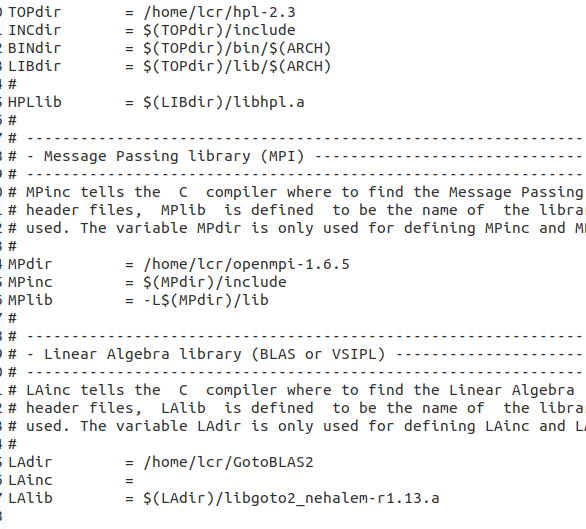 TOPdir = /home/lcr/hpl-2.3
INCdir = $(TOPdir)/include
BINdir = $(TOPdir)/bin/$(ARCH)
LIBdir = $(TOPdir)/lib/$(ARCH)
#
HPLlib = $(LIBdir)/libhpl.a
#
# ----------------------------------------------------------------------
# - Message Passing library (MPI) --------------------------------------
# ----------------------------------------------------------------------
# MPinc tells the C compiler where to find the Message Passing
# header files, MPlib is defined to be the name of the
# used. The variable MPdir is only used for defining MPinc and
#
MPdir = /home/lcr/openmpi-1.6.5
MPinc = $(MPdir)/include
MPlib = -L$(MPdir)/lib
#
# ----------------------------------------------------------------------
# - Linear Algebra library (BLAS or VSIPL) -----------------------------
# ----------------------------------------------------------------------
# LAinc tells the C compiler where to find the Linear Algebra
# header files, LAlib is defined to be the name of the
# used. The variable LAdir is only used for defining LAinc and
#
LAdir = /home/lcr/GotoBLAS2
LAinc =
LAlib = $(LAdir)/libgoto2_nehalem-r1.13.a